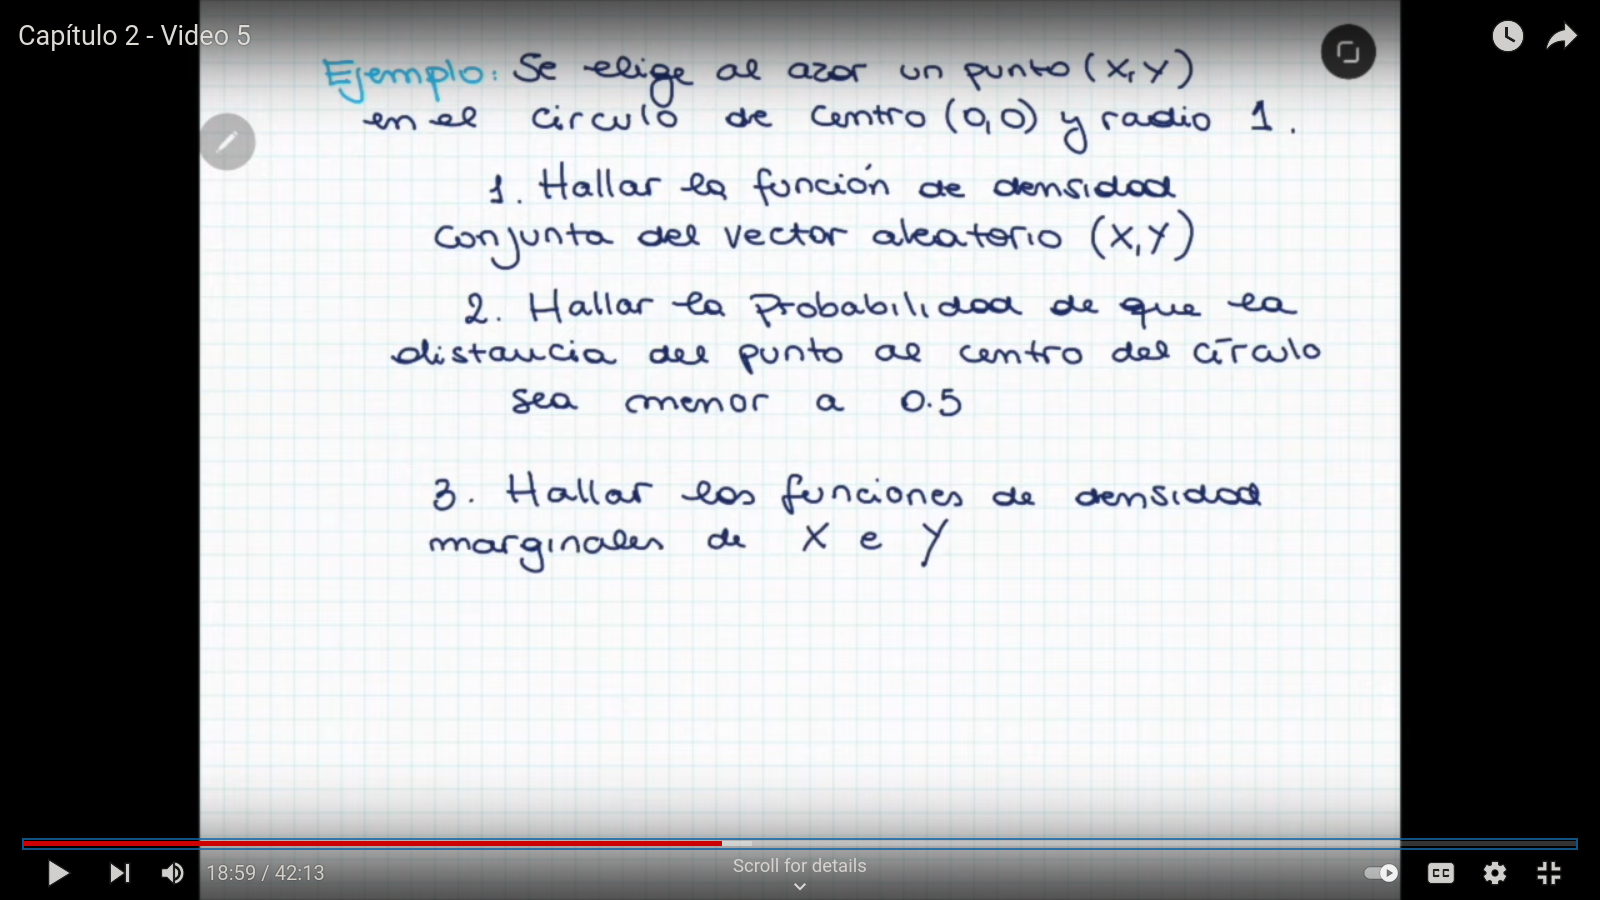 Capítulo 2 - Video 5
Ejemplo: Se elige al azar un punto (X, Y)
en el circulo de centro (0,0) y radio 1.
1. Hallar la función de densidad
conjunta del vector aleatorio (X,Y)
2. Hallar la probabilidad de que la
distancia del punto al centro del círculo
sea menor a 0.5
3. Hallar las funciones de densidad
marginales de X e Y
18:59 / 42:13
Scroll for details
CC